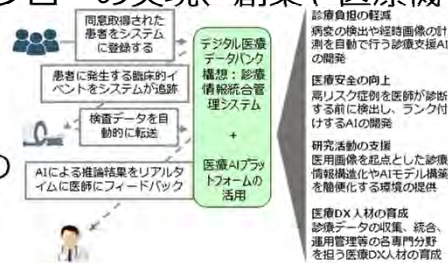 同意取得された
患者をシステム
に登録する
患者に発生する臨床的イ
ベントをシステムが追跡
検査データを自
動的に転送
AIによる推論結果をリアルタ
イムに医師にフィードバック
デジタル医療
データバンク
構想：診療
情報統合管
理システム
+
医療AIプラッ
トフォームの
活用
診療負担の軽減
病変の検出や経時画像の計
測を自動で行う診療支援AI
の開発
医療安全の向上
高リスク症例を医師が診断
する前に検出し、ランク付
けするAIの開発
研究活動の支援
医用画像を起点とした診療
情報構造化やAIモデル構築
を簡便化する環境の提供
医療DX人材の育成
診療データの収集、統合、
運用管理等の各専門分野
を担う医療DX人材の育成